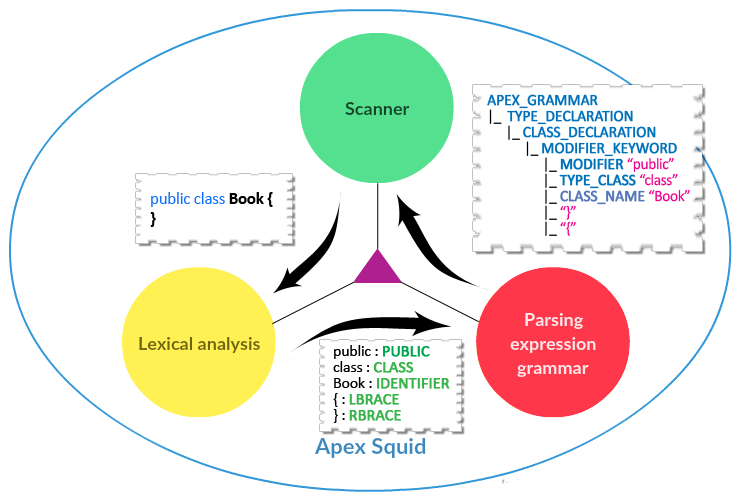 Scanner
APEX_GRAMMAR
|_ TYPE_DECLARATION
|_ CLASS_DECLARATION
|_ MODIFIER_KEYWORD
|_ MODIFIER “public”
|_ TYPE_CLASS “class”
|_ CLASS_NAME “Book”
|_ “}”
|_ “{”
public class Book {
}
Lexical analysis
Parsing
expression
grammar
public : PUBLIC
class : CLASS
Book : IDENTIFIER
{ : LBRACE
} : RBRACE
Apex Squid